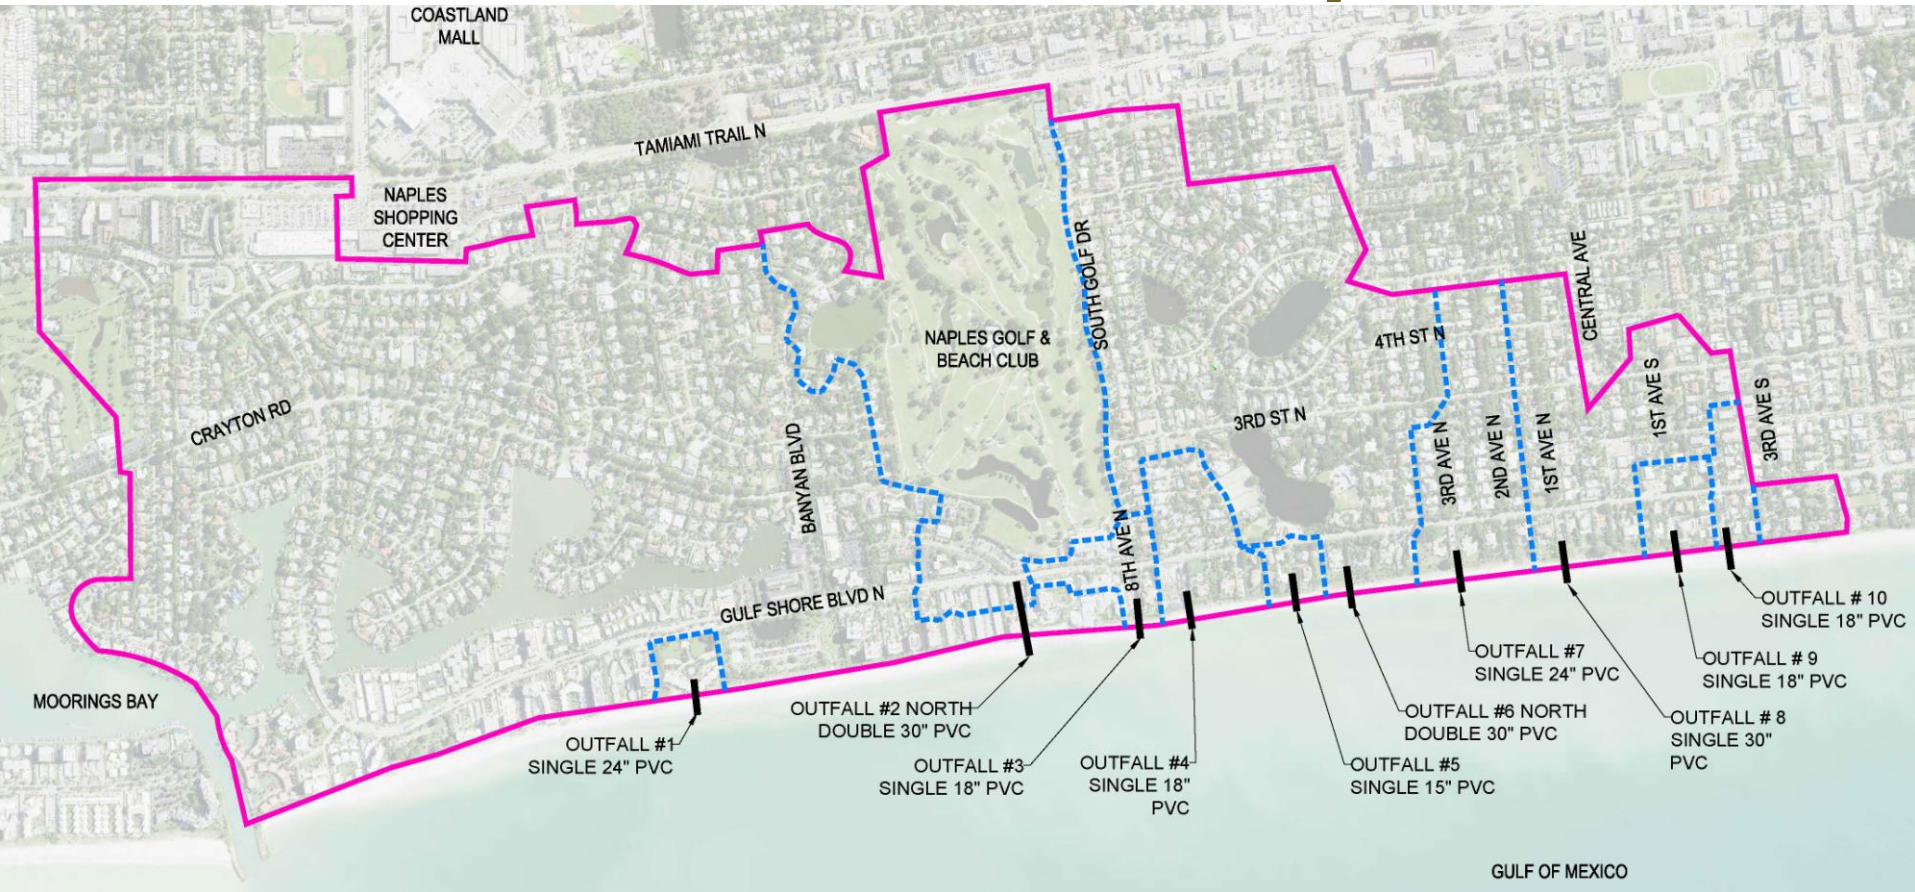 COASTLAND
MALL
TAMIAMI TRAIL N
NAPLES
SHOPPING
CENTER
SOUTH GOLF DR
CENTRAL AVE
NAPLES GOLF &
BEACH CLUB
4TH ST N
1ST AVE S
3RD AVE S
CRAYTON RD
3RD ST N
BANYAN BLVD
3RD AVE N
2ND AVE N
1ST AVE N
8TH AVE N
GULF SHORE BLVD N
MOORINGS BAY
OUTFALL #1
SINGLE 24" PVC
OUTFALL #2 NORTH
DOUBLE 30" PVC
OUTFALL #3
SINGLE 18" PVC
OUTFALL #4
SINGLE 18"
PVC
OUTFALL #5
SINGLE 15" PVC
OUTFALL #6 NORTH
DOUBLE 30" PVC
OUTFALL #7
SINGLE 24" PVC
OUTFALL # 8
SINGLE 30"
PVC
OUTFALL # 9
SINGLE 18" PVC
OUTFALL # 10
SINGLE 18" PVC
GULF OF MEXICO